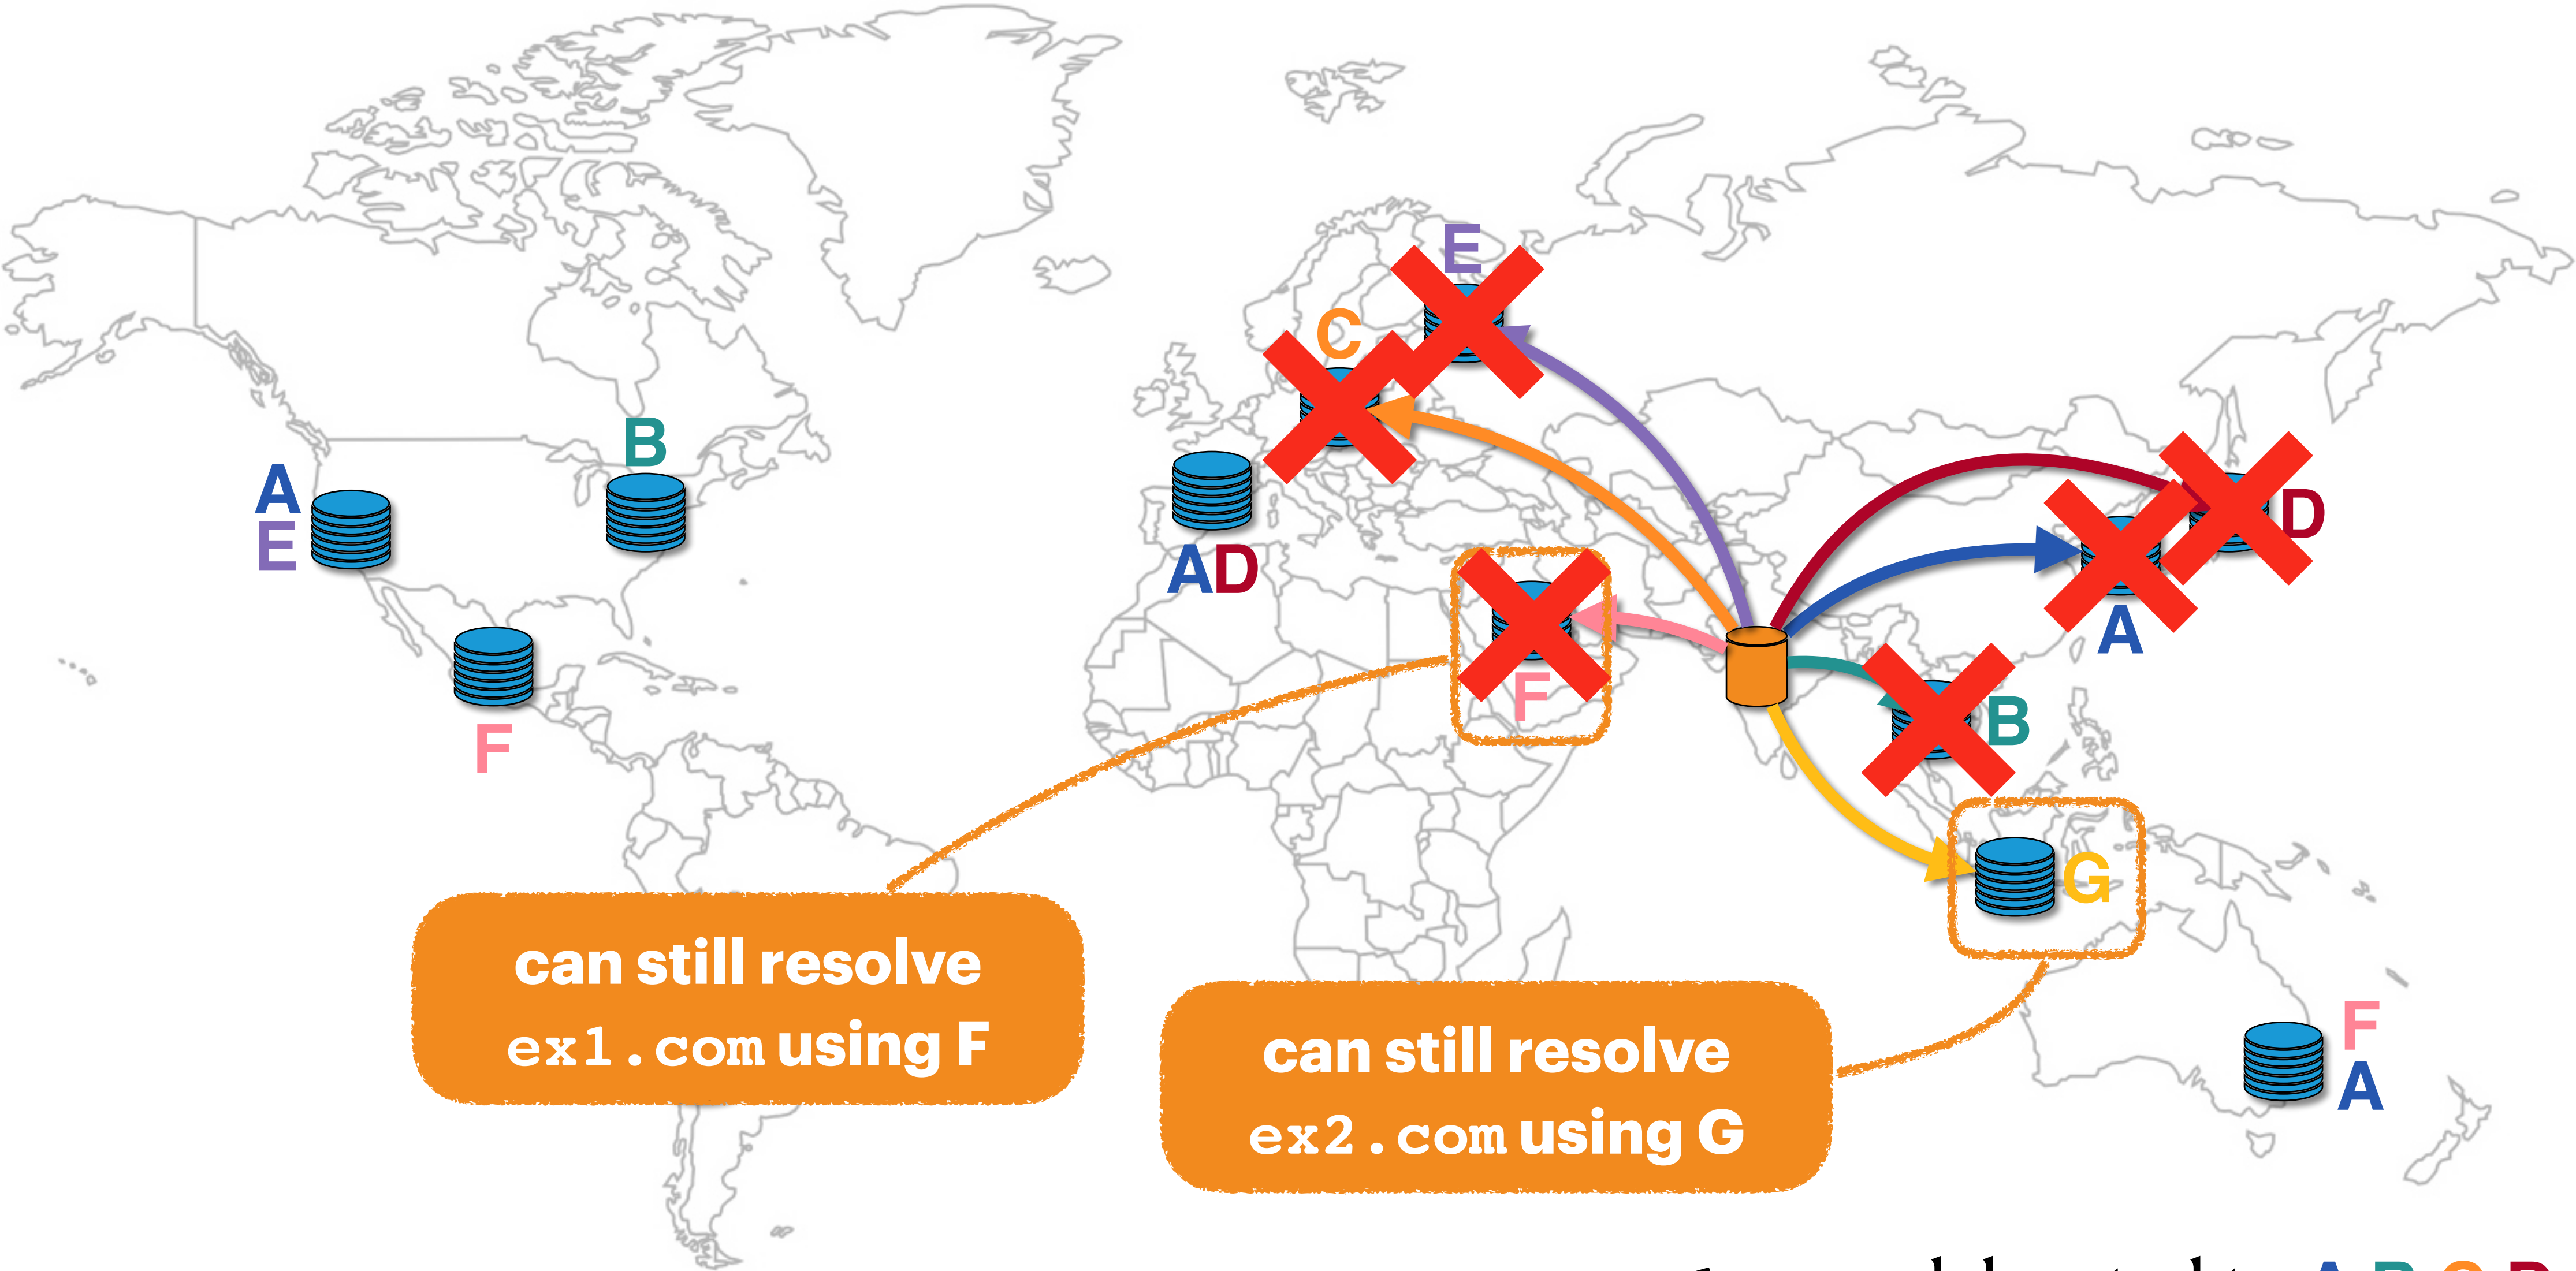 E
C
B
A
E
D
AD
A
F
B
F
G
can still resolve
ex1.com using F
can still resolve
ex2.com using G
F
A